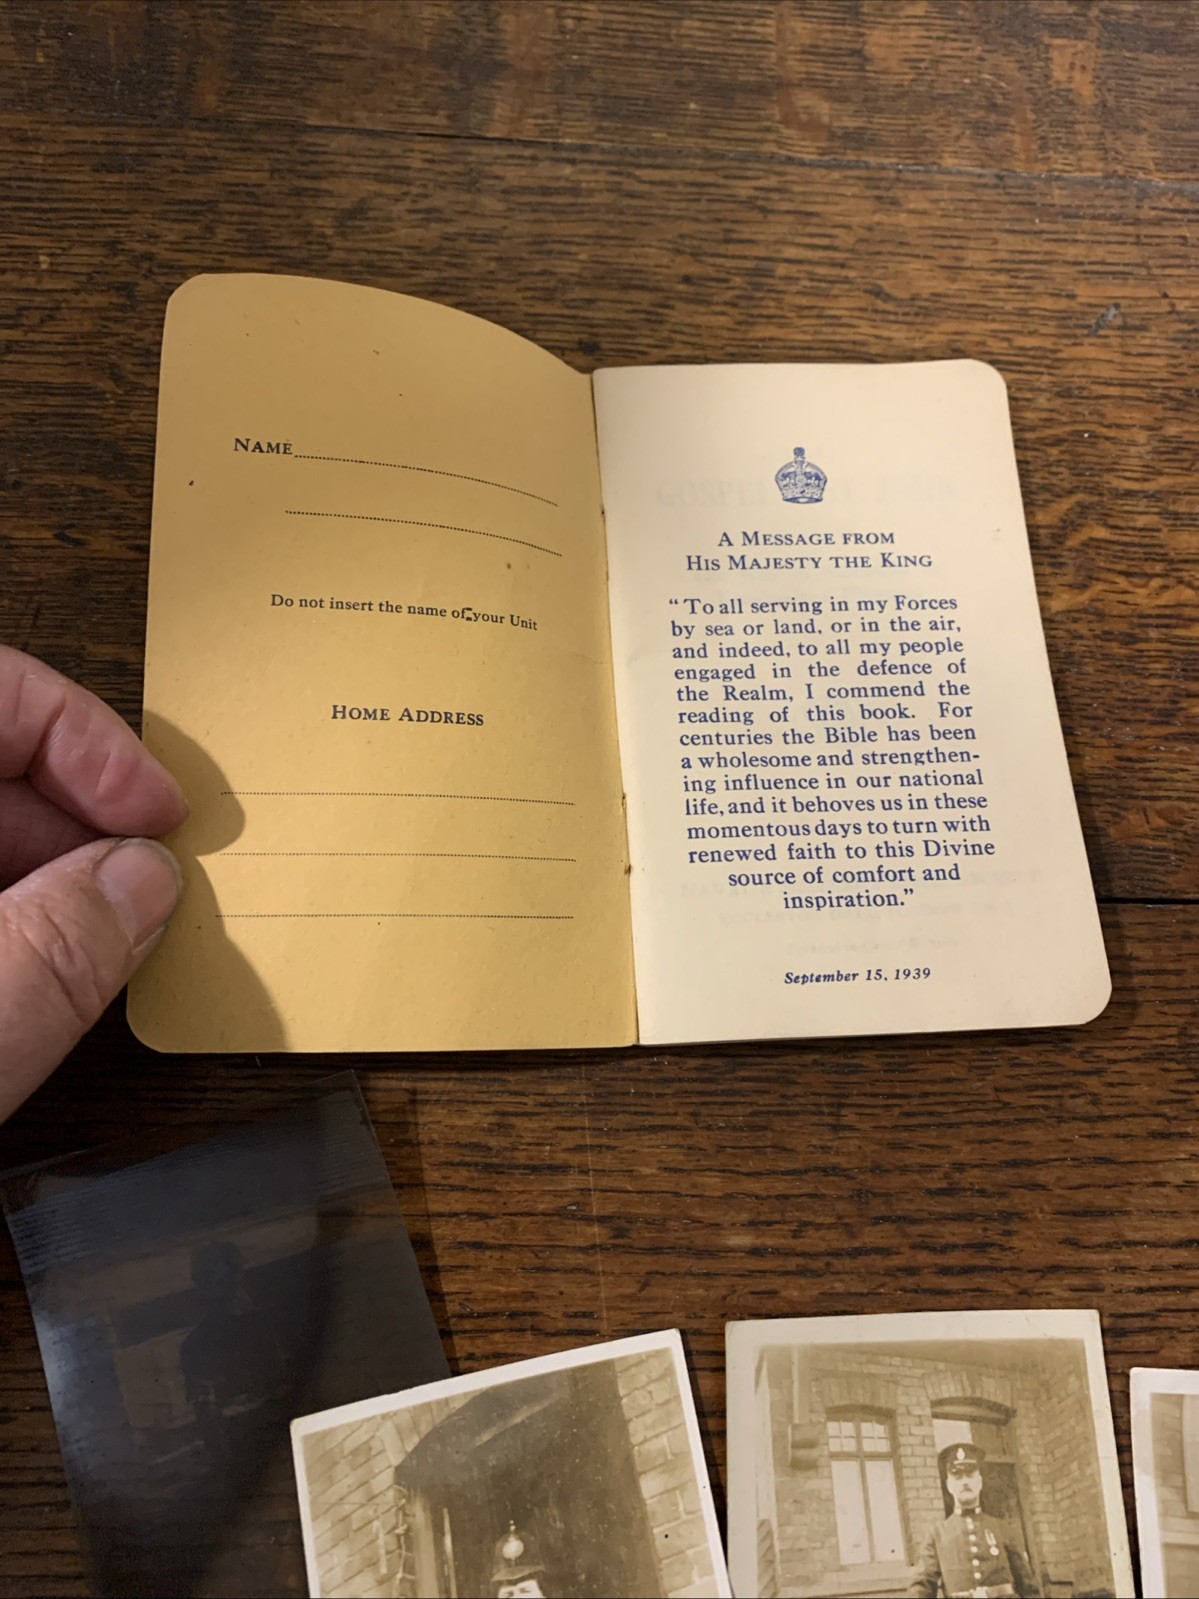 NAME
Do not insert the name of your Unit
HOME ADDRESS
A MESSAGE FROM
HIS MAJESTY THE KING
“To all serving in my Forces
by sea or land, or in the air,
and indeed, to all my people
engaged in the defence of
the Realm, I commend the
reading of this book. For
centuries the Bible has been
a wholesome and strengthen-
ing influence in our national
life, and it behoves us in these
momentous days to turn with
renewed faith to this Divine
source of comfort and
inspiration.”
September 15, 1939